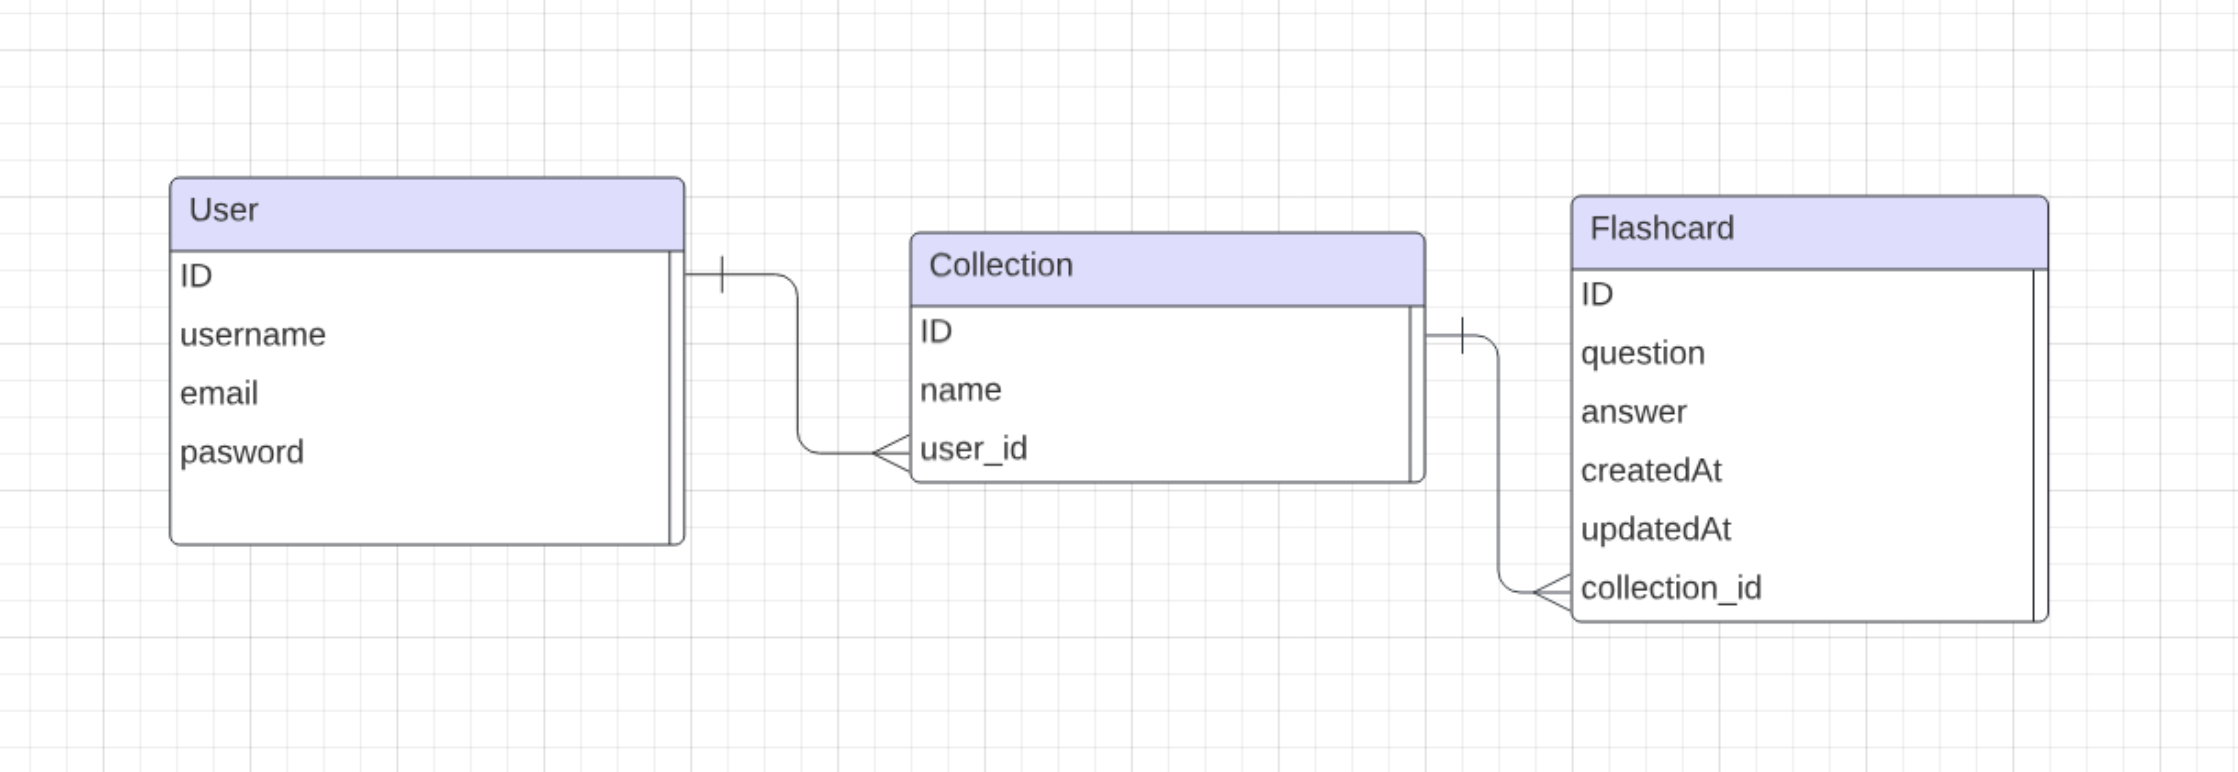 User
ID
username
email
pasword
Collection
ID
name
user_id
Flashcard
ID
question
answer
createdAt
updatedAt
collection_id